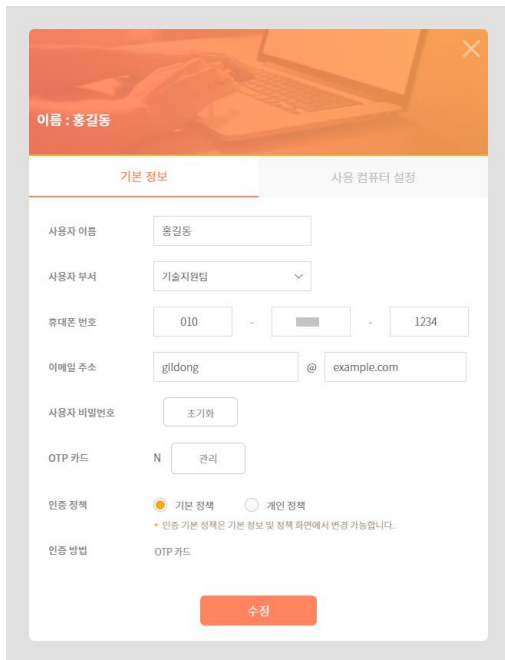 이름 : 홍길동
기본 정보
사용 컴퓨터 설정
사용자 이름 홍길동
사용자 부서 기술지원팀
휴대폰 번호 010 - - 1234
이메일 주소 gildong @ example.com
사용자 비밀번호 초기화
OTP 카드 N 관리
인증 정책 기본 정책 개인 정책
• 인증 기본 정책은 기본 정보 및 정책 화면에서 변경 가능합니다.
인증 방법 OTP 카드
수정